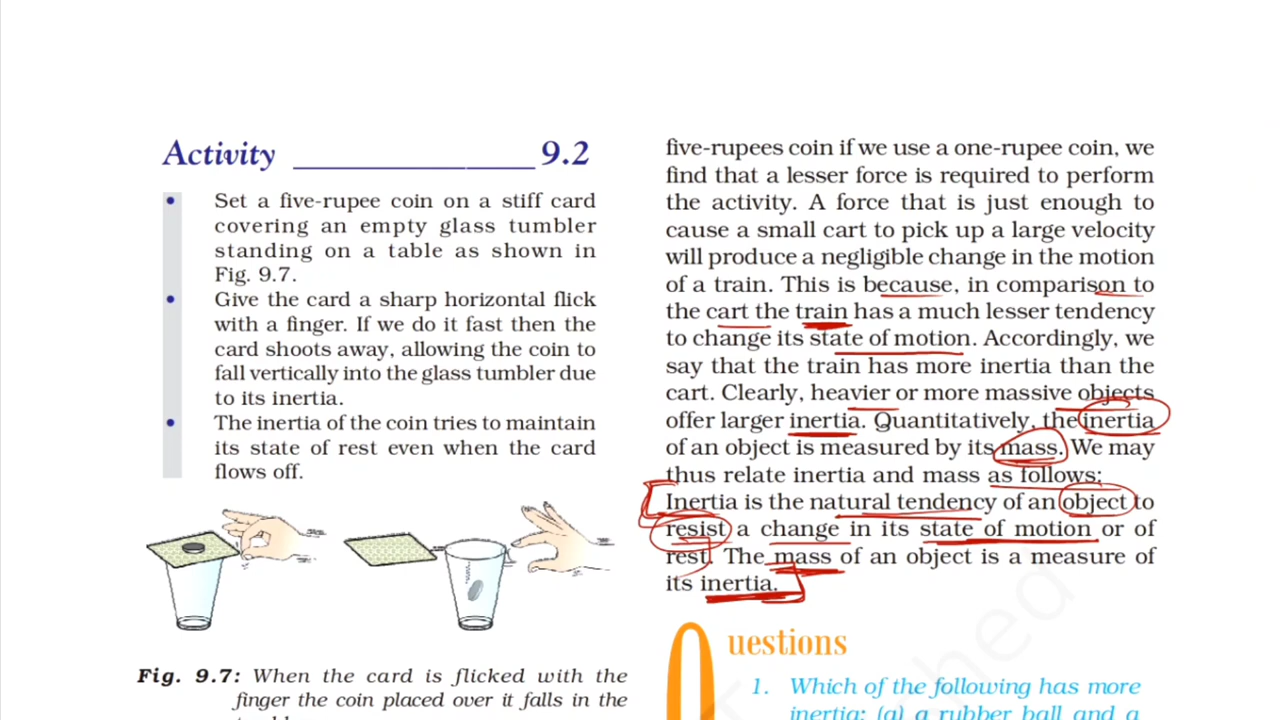 Activity 9.2
• Set a five-rupee coin on a stiff card
covering an empty glass tumbler
standing on a table as shown in
Fig. 9.7.
• Give the card a sharp horizontal flick
with a finger. If we do it fast then the
card shoots away, allowing the coin to
fall vertically into the glass tumbler due
to its inertia.
• The inertia of the coin tries to maintain
its state of rest even when the card
flows off.
Fig. 9.7: When the card is flicked with the
finger the coin placed over it falls in the
five-rupees coin if we use a one-rupee coin, we
find that a lesser force is required to perform
the activity. A force that is just enough to
cause a small cart to pick up a large velocity
will produce a negligible change in the motion
of a train. This is because, in comparison to
the cart the train has a much lesser tendency
to change its state of motion. Accordingly, we
say that the train has more inertia than the
cart. Clearly, heavier or more massive objects
offer larger inertia. Quantitatively, the inertia
of an object is measured by its mass. We may
thus relate inertia and mass as follows:
Inertia is the natural tendency of an object to
resist a change in its state of motion or of
rest. The mass of an object is a measure of
its inertia.
Questions
1. Which of the following has more
inertia: (a) a rubber ball and a